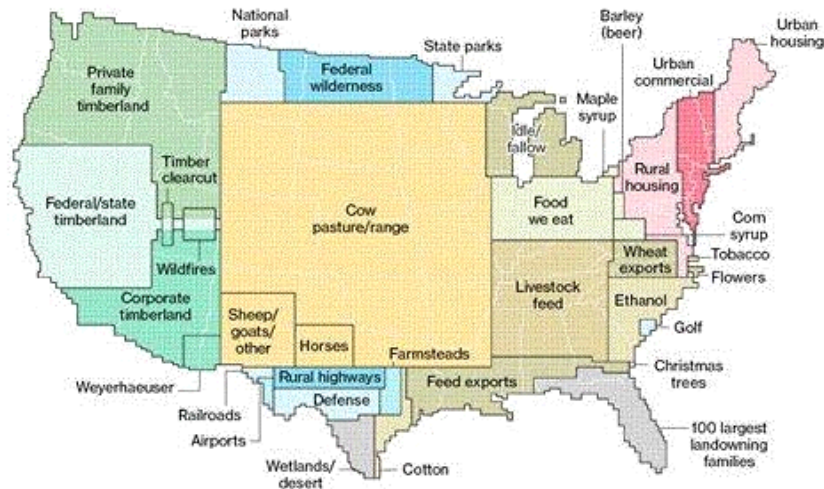 National
parks
State parks
Barley
(beer)
Urban
housing
Urban
commercial
Private
family
timberland
Federal
wilderness
Maple
syrup
Idle/
fallow
Timber
clearcut
Rural
housing
Federal/state
timberland
Cow
pasture/range
Food
we eat
Corn
syrup
Wildfires
Wheat
exports
Tobacco
Flowers
Corporate
timberland
Livestock
feed
Ethanol
Sheep/
goats/
other
Horses
Golf
Farmsteads
Weyerhaeuser
Rural highways
Feed exports
Christmas
trees
Railroads
Defense
Airports
100 largest
landowning
families
Wetlands/
desert
Cotton